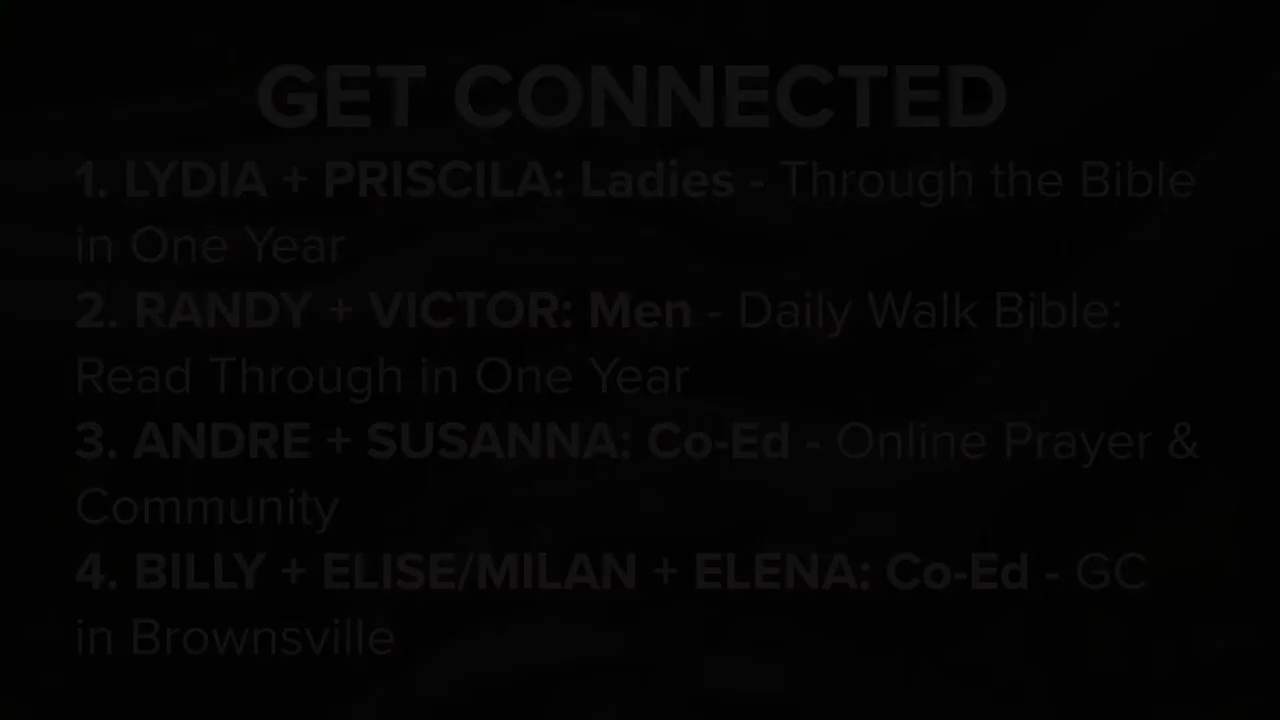 GET CONNECTED
1. LYDIA + PRISCILA: Ladies - Through the Bible
in One Year
2. RANDY + VICTOR: Men - Daily Walk Bible:
Read Through in One Year
3. ANDRE + SUSANNA: Co-Ed - Online Prayer &
Community
4. BILLY + ELISE/MILAN + ELENA: Co-Ed - GC
in Brownsville